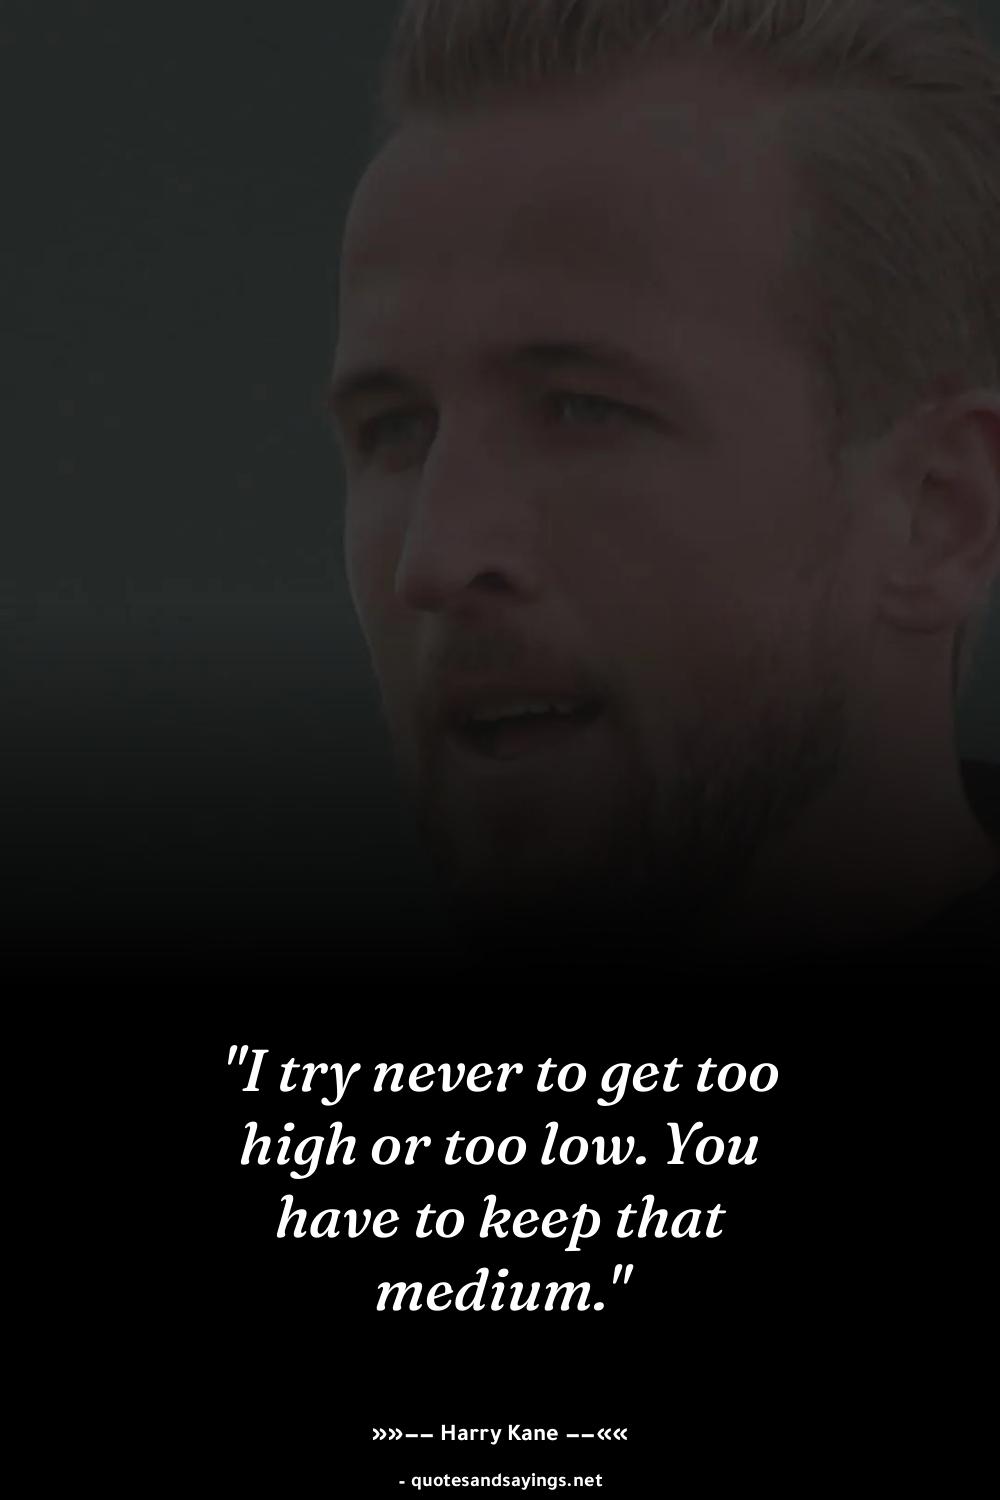 "I try never to get too
high or too low. You
have to keep that
medium."
»»−− Harry Kane −−««
- quotesandsayings.net